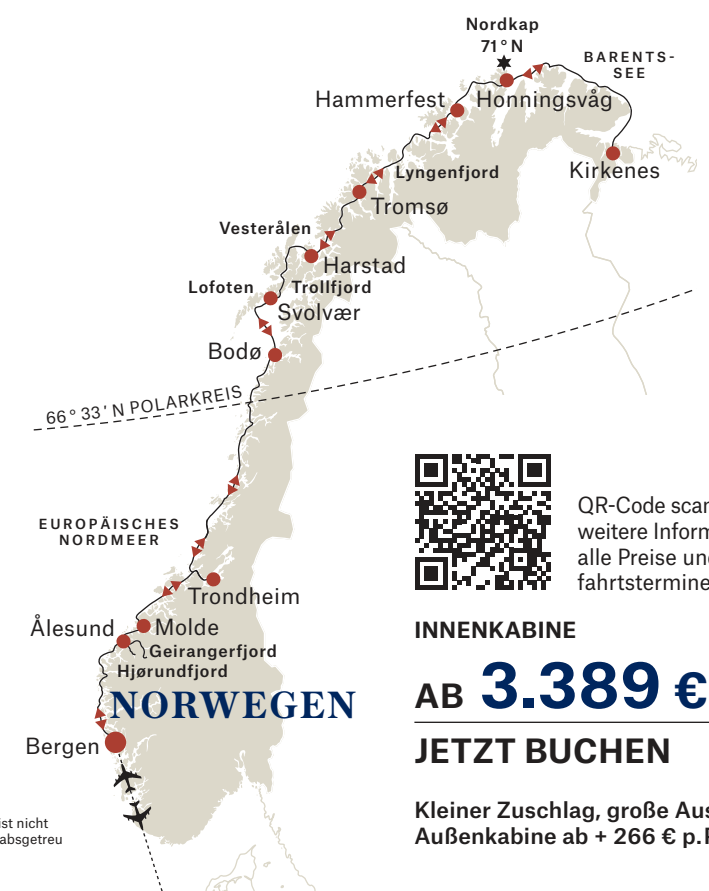 Nordkap
71° N
BARENTS-
SEE
Hammerfest
Honningsvåg
Kirkenes
Lyngenfjord
Tromsø
Vesterålen
Harstad
Lofoten
Trollfjord
Svolvær
Bodø
66° 33' N POLARKREIS
EUROPÄISCHES
NORDMEER
Trondheim
Ålesund
Molde
Geirangerfjord
Hjørundfjord
NORWEGEN
Bergen
ist nicht
absgetreu
QR-Code scan
weitere Inform
alle Preise und
fahrtstermine
INNENKABINE
AB 3.389 €
JETZT BUCHEN
Kleiner Zuschlag, große Aus
Außenkabine ab + 266 € p.P